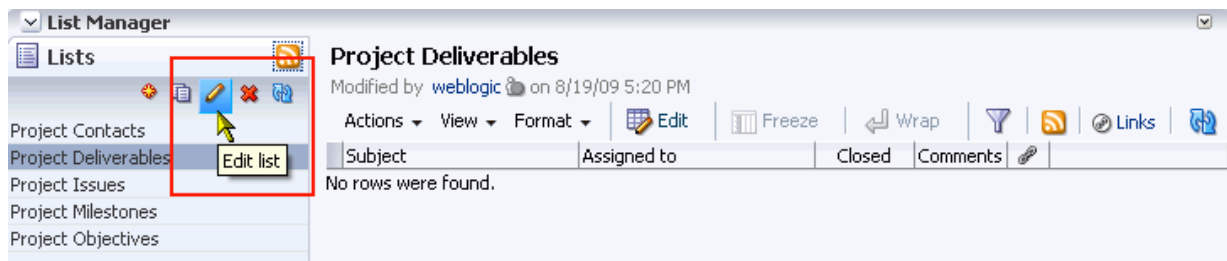 List Manager
Lists
Project Contacts
Project Deliverables
Edit list
Project Issues
Project Milestones
Project Objectives
Project Deliverables
Modified by weblogic on 8/19/09 5:20 PM
Actions View Format Edit Freeze Wrap Links
Subject Assigned to Closed Comments
No rows were found.